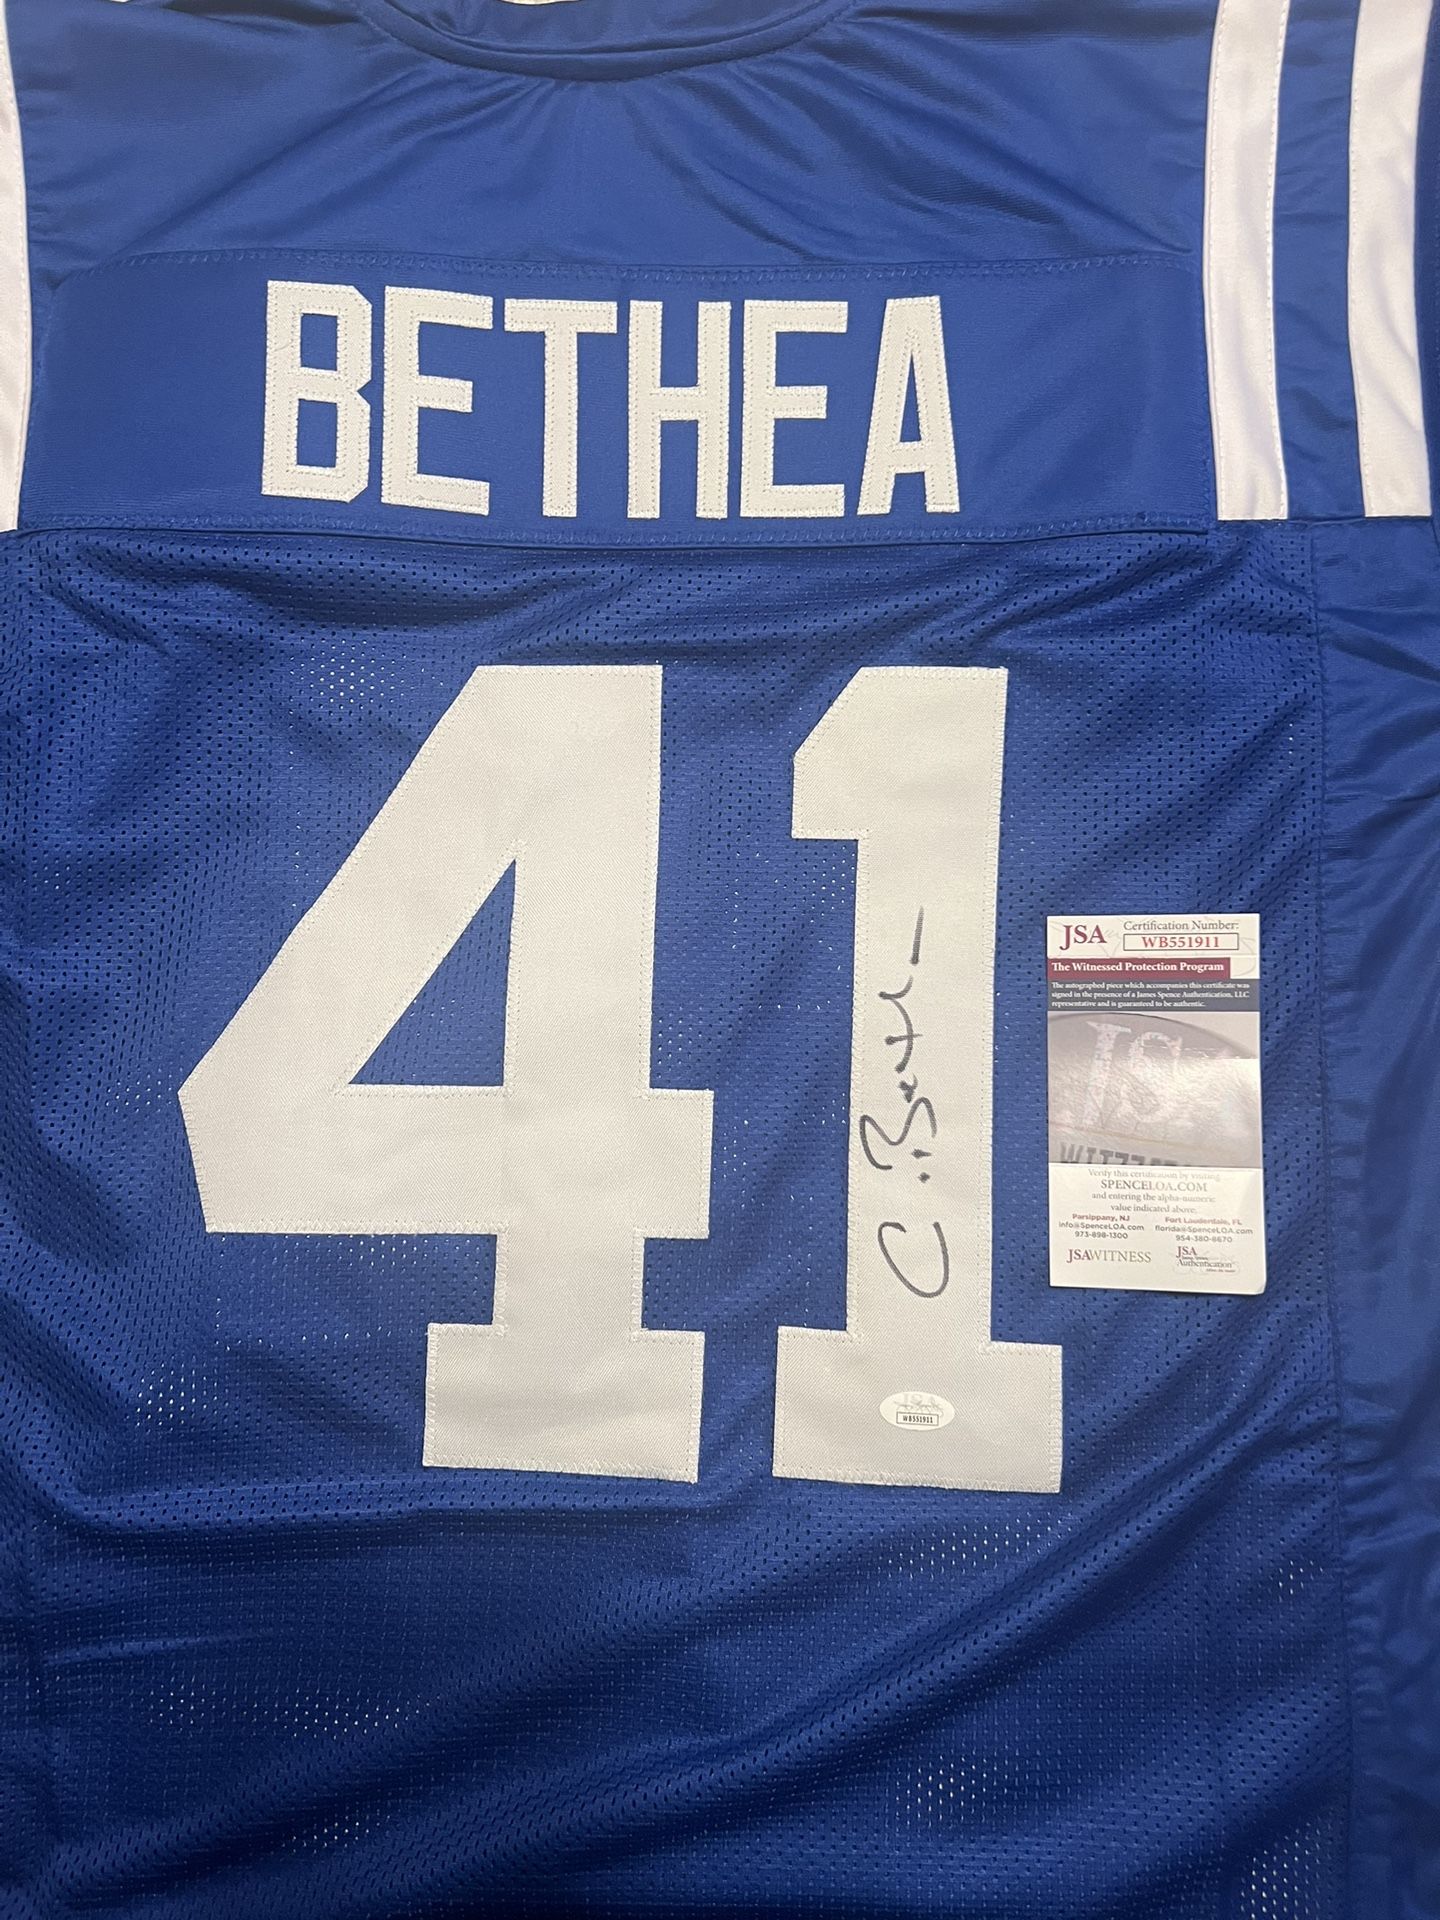 BETHEA
41
C. Beth
JSA
Certification Number:
WB551911
The Witnessed Protection Program
The autographed piece which accompanies this certificate was
signed in the presence of a James Spence Authentication, LLC
representative and is guaranteed to be authentic.
Verify this certification by visiting
SPENCELOA.COM
and entering the alpha-numeric
value indicated above.
Parsippany, NJ
info@SpenceLOA.com
973-898-1300
Fort Lauderdale, FL
florida@SpenceLOA.com
954-380-8670
JSAWITNESS
JSA
Authentication
JSA
WB551911